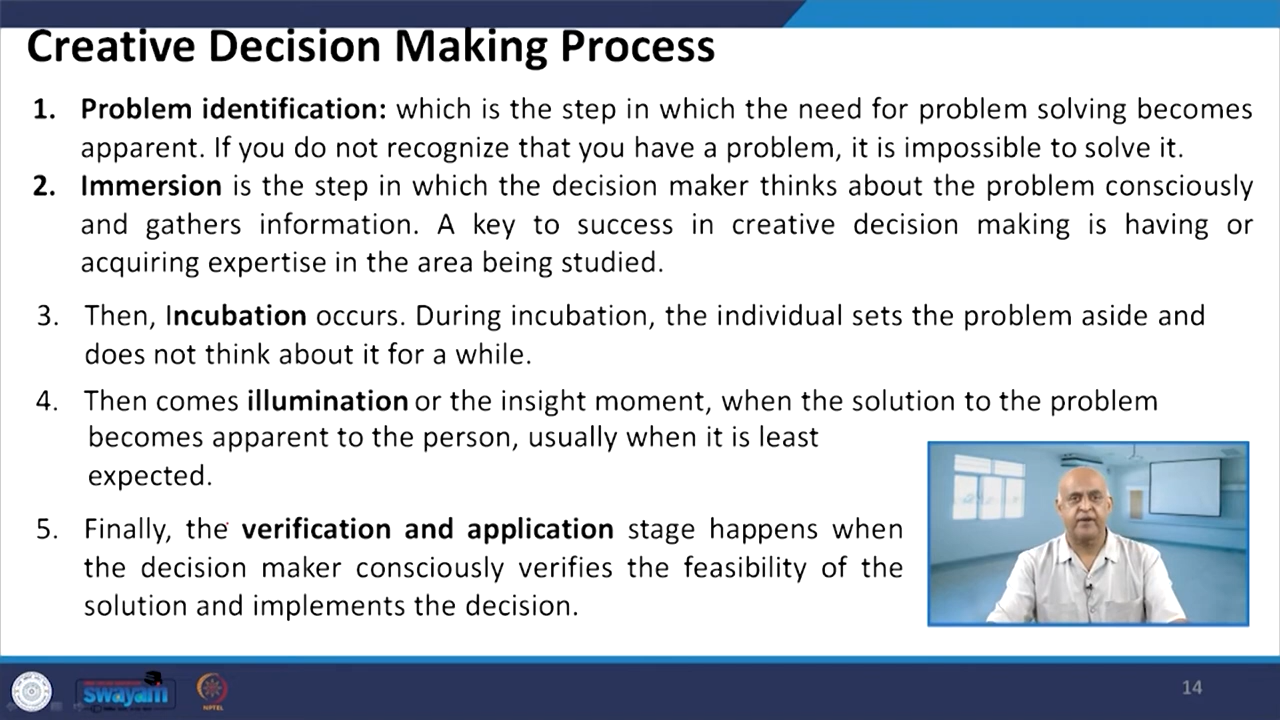 Creative Decision Making Process
1. Problem identification: which is the step in which the need for problem solving becomes
apparent. If you do not recognize that you have a problem, it is impossible to solve it.
2. Immersion is the step in which the decision maker thinks about the problem consciously
and gathers information. A key to success in creative decision making is having or
acquiring expertise in the area being studied.
3. Then, Incubation occurs. During incubation, the individual sets the problem aside and
does not think about it for a while.
4. Then comes illumination or the insight moment, when the solution to the problem
becomes apparent to the person, usually when it is least
expected.
5. Finally, the verification and application stage happens when
the decision maker consciously verifies the feasibility of the
solution and implements the decision.
swayam
NPTEL
14